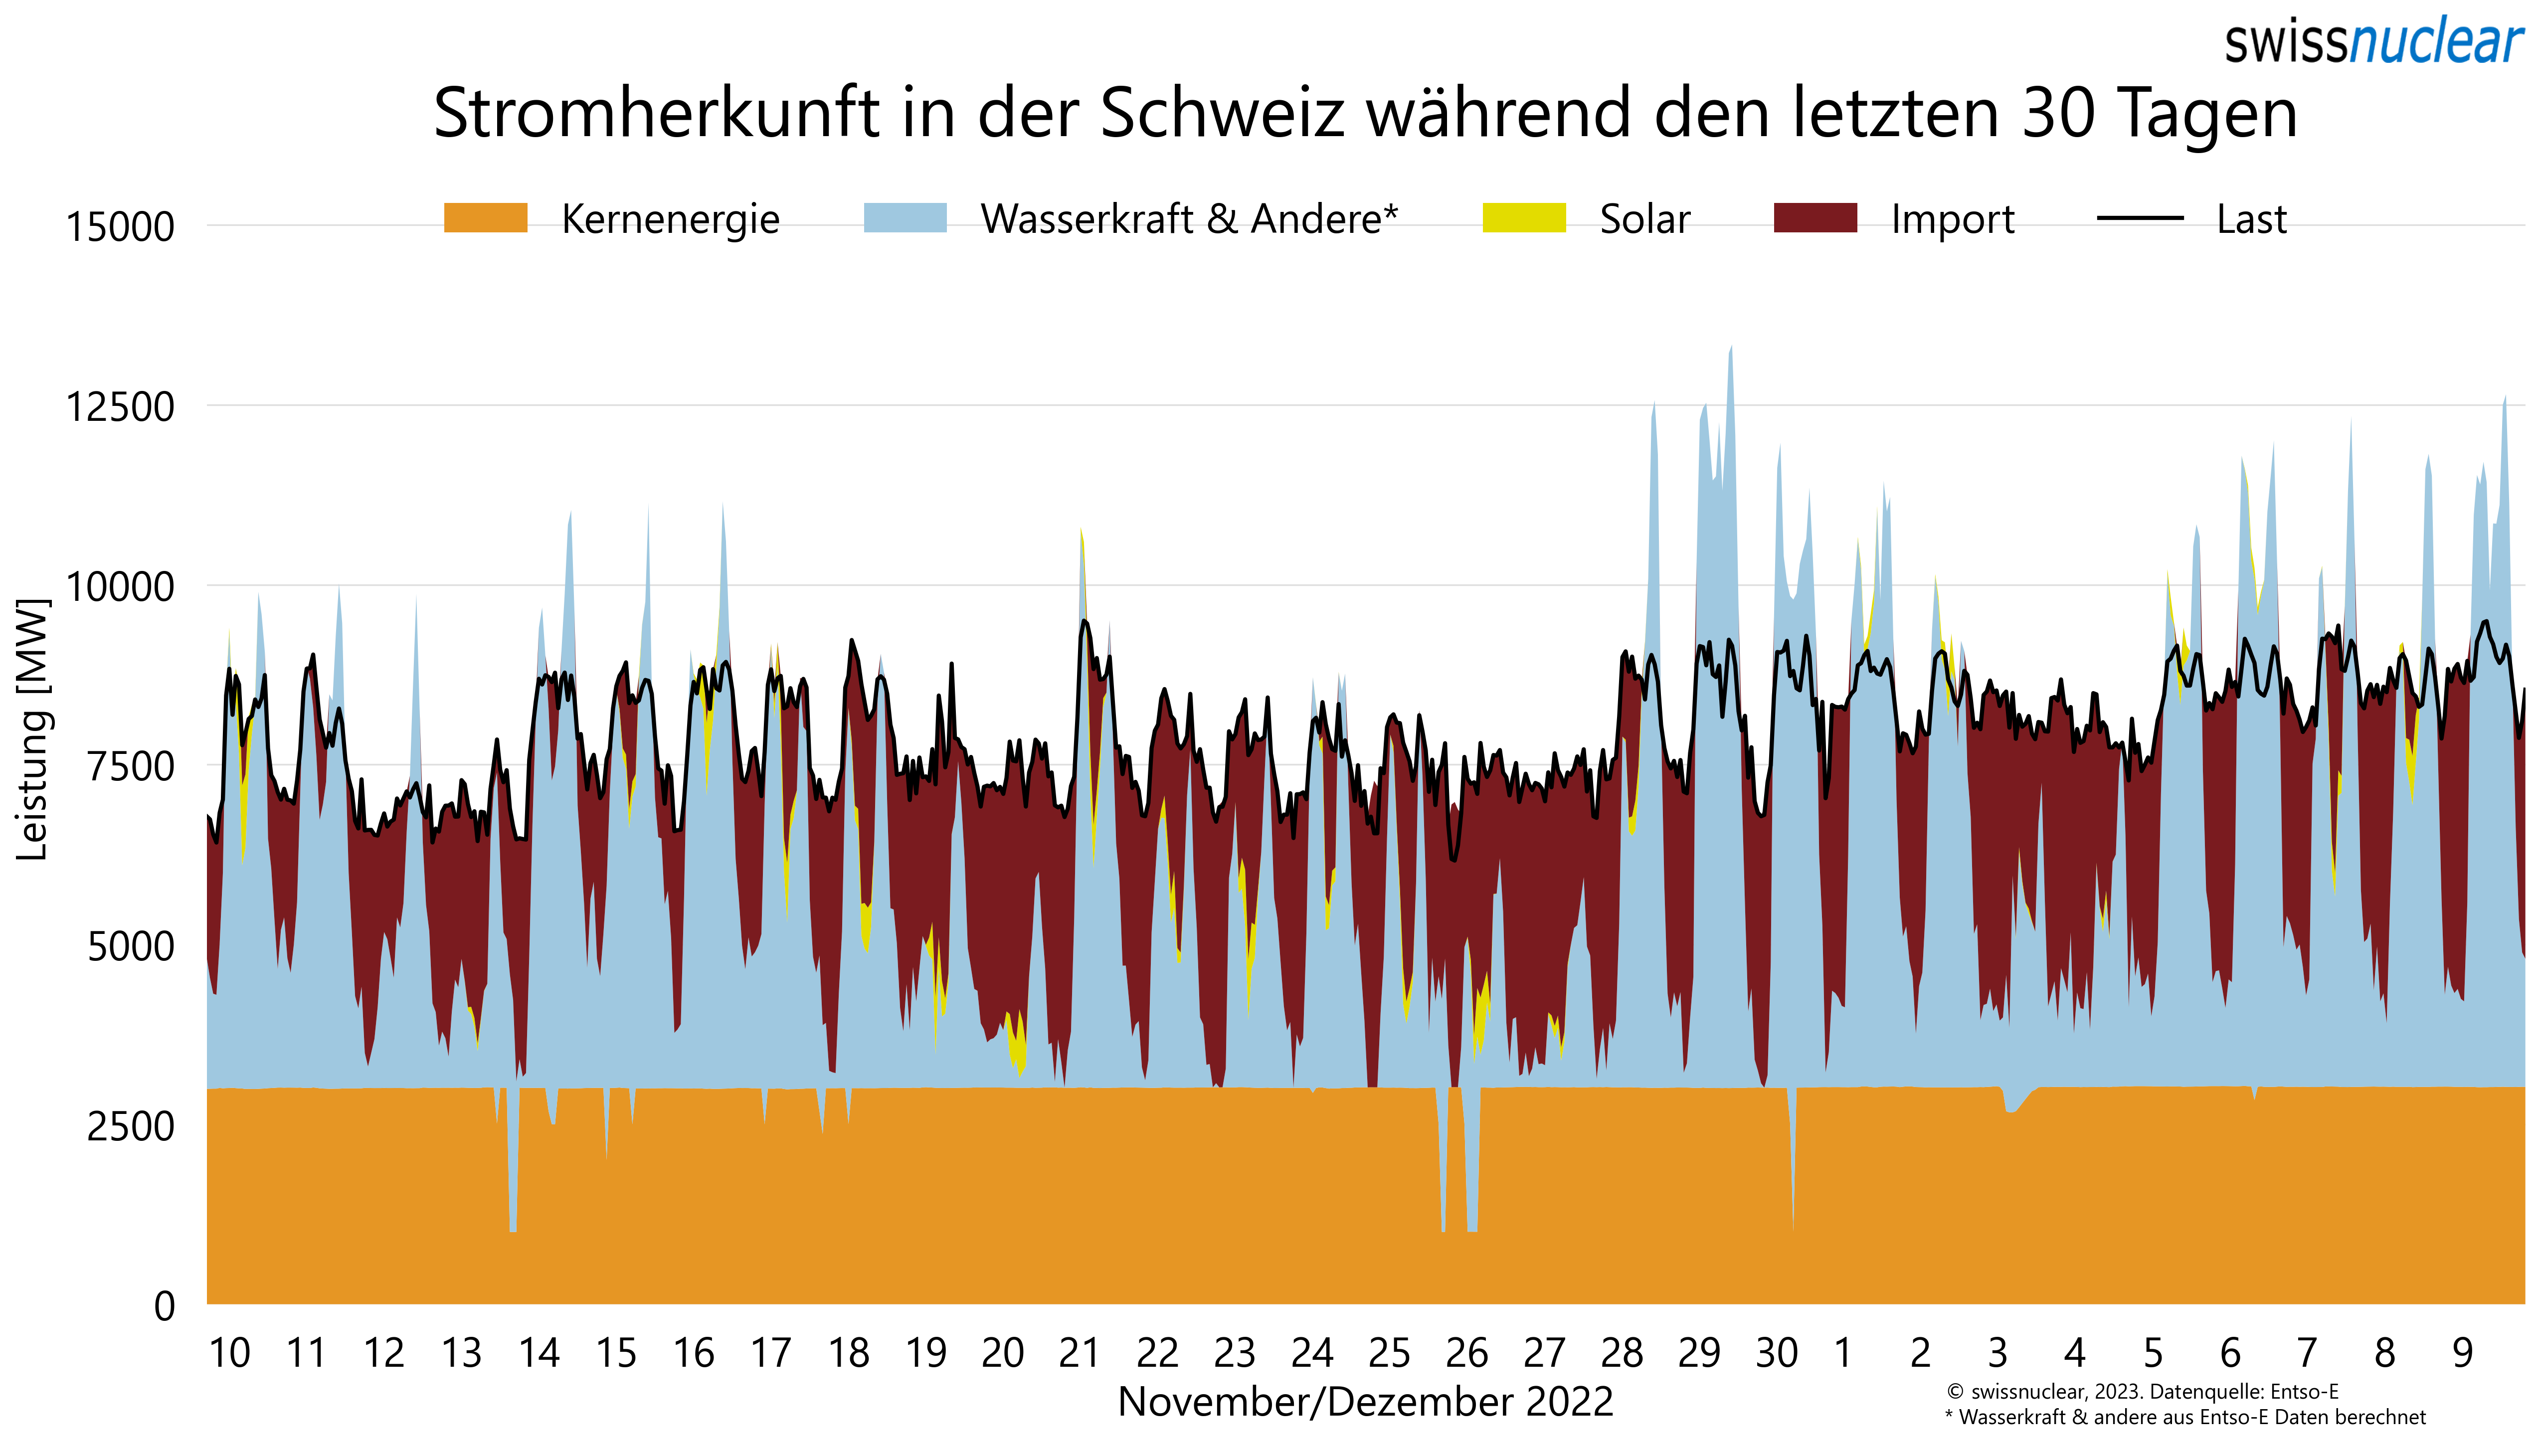 swissnuclear
Stromherkunft in der Schweiz während den letzten 30 Tagen
Kernenergie Wasserkraft & Andere* Solar Import Last
15000
12500
10000
7500
5000
2500
0
Leistung [MW]
10 11 12 13 14 15 16 17 18 19 20 21 22 23 24 25 26 27 28 29 30 1 2 3 4 5 6 7 8 9
November/Dezember 2022
© swissnuclear, 2023. Datenquelle: Entso-E
* Wasserkraft & andere aus Entso-E Daten berechnet